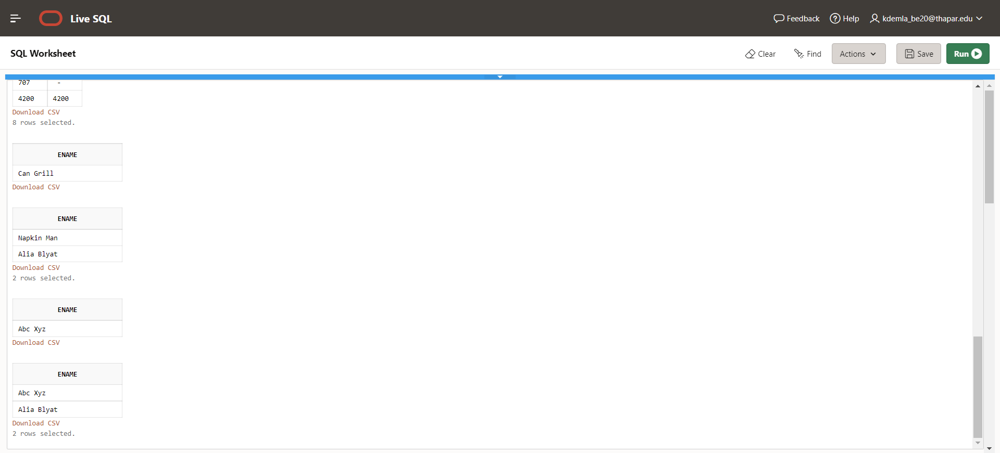 Live SQL
Feedback
Help
kdemla_be20@thapar.edu
SQL Worksheet
Clear
Find
Actions
Save
Run
707 -
4200 4200
Download CSV
8 rows selected.
ENAME
Can Grill
Download CSV
ENAME
Napkin Man
Alia Blyat
Download CSV
2 rows selected.
ENAME
Abc Xyz
Download CSV
ENAME
Abc Xyz
Alia Blyat
Download CSV
2 rows selected.